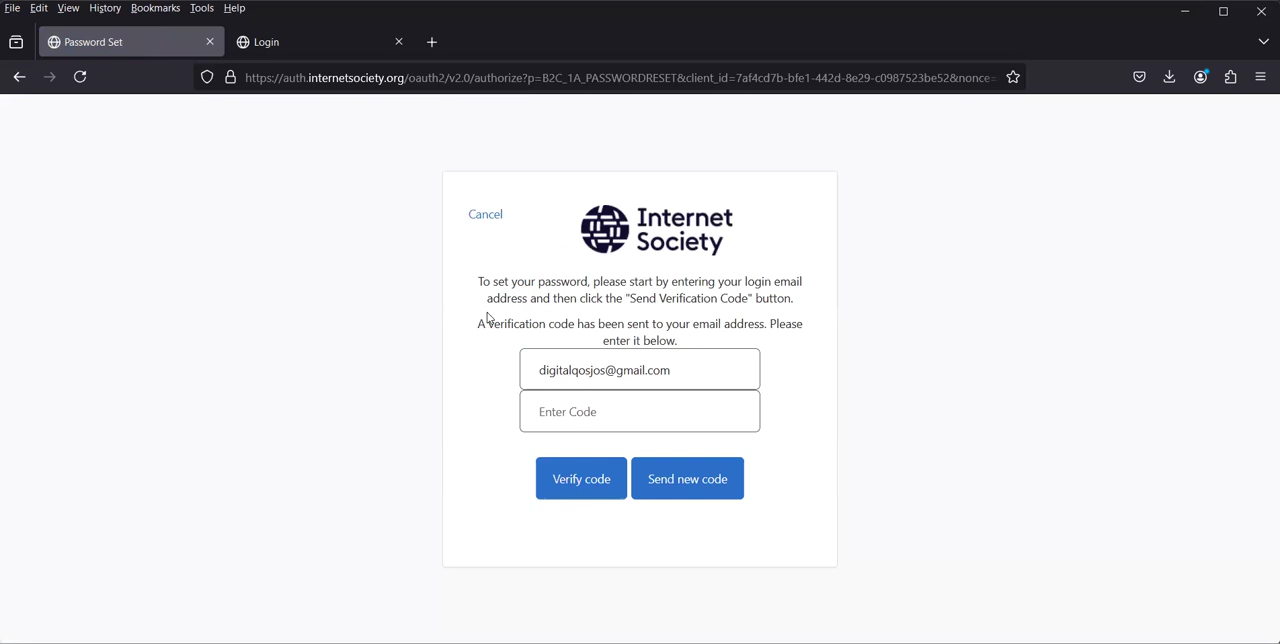 File Edit View History Bookmarks Tools Help
Password Set
Login
https://auth.internetsociety.org/oauth2/v2.0/authorize?p=B2C_1A_PASSWORDRESET&client_id=7af4cd7b-bfe1-442d-8e29-c0987523be52&nonce=
Cancel
Internet
Society
To set your password, please start by entering your login email
address and then click the "Send Verification Code" button.
A verification code has been sent to your email address. Please
enter it below.
digitalqosjos@gmail.com
Enter Code
Verify code
Send new code